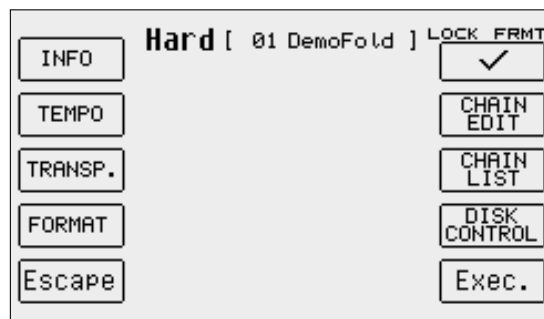 Hard [ 01 DemoFold ] LOCK FRMT
INFO
TEMPO
CHAIN
EDIT
TRANSP.
CHAIN
LIST
FORMAT
DISK
CONTROL
Escape
Exec.